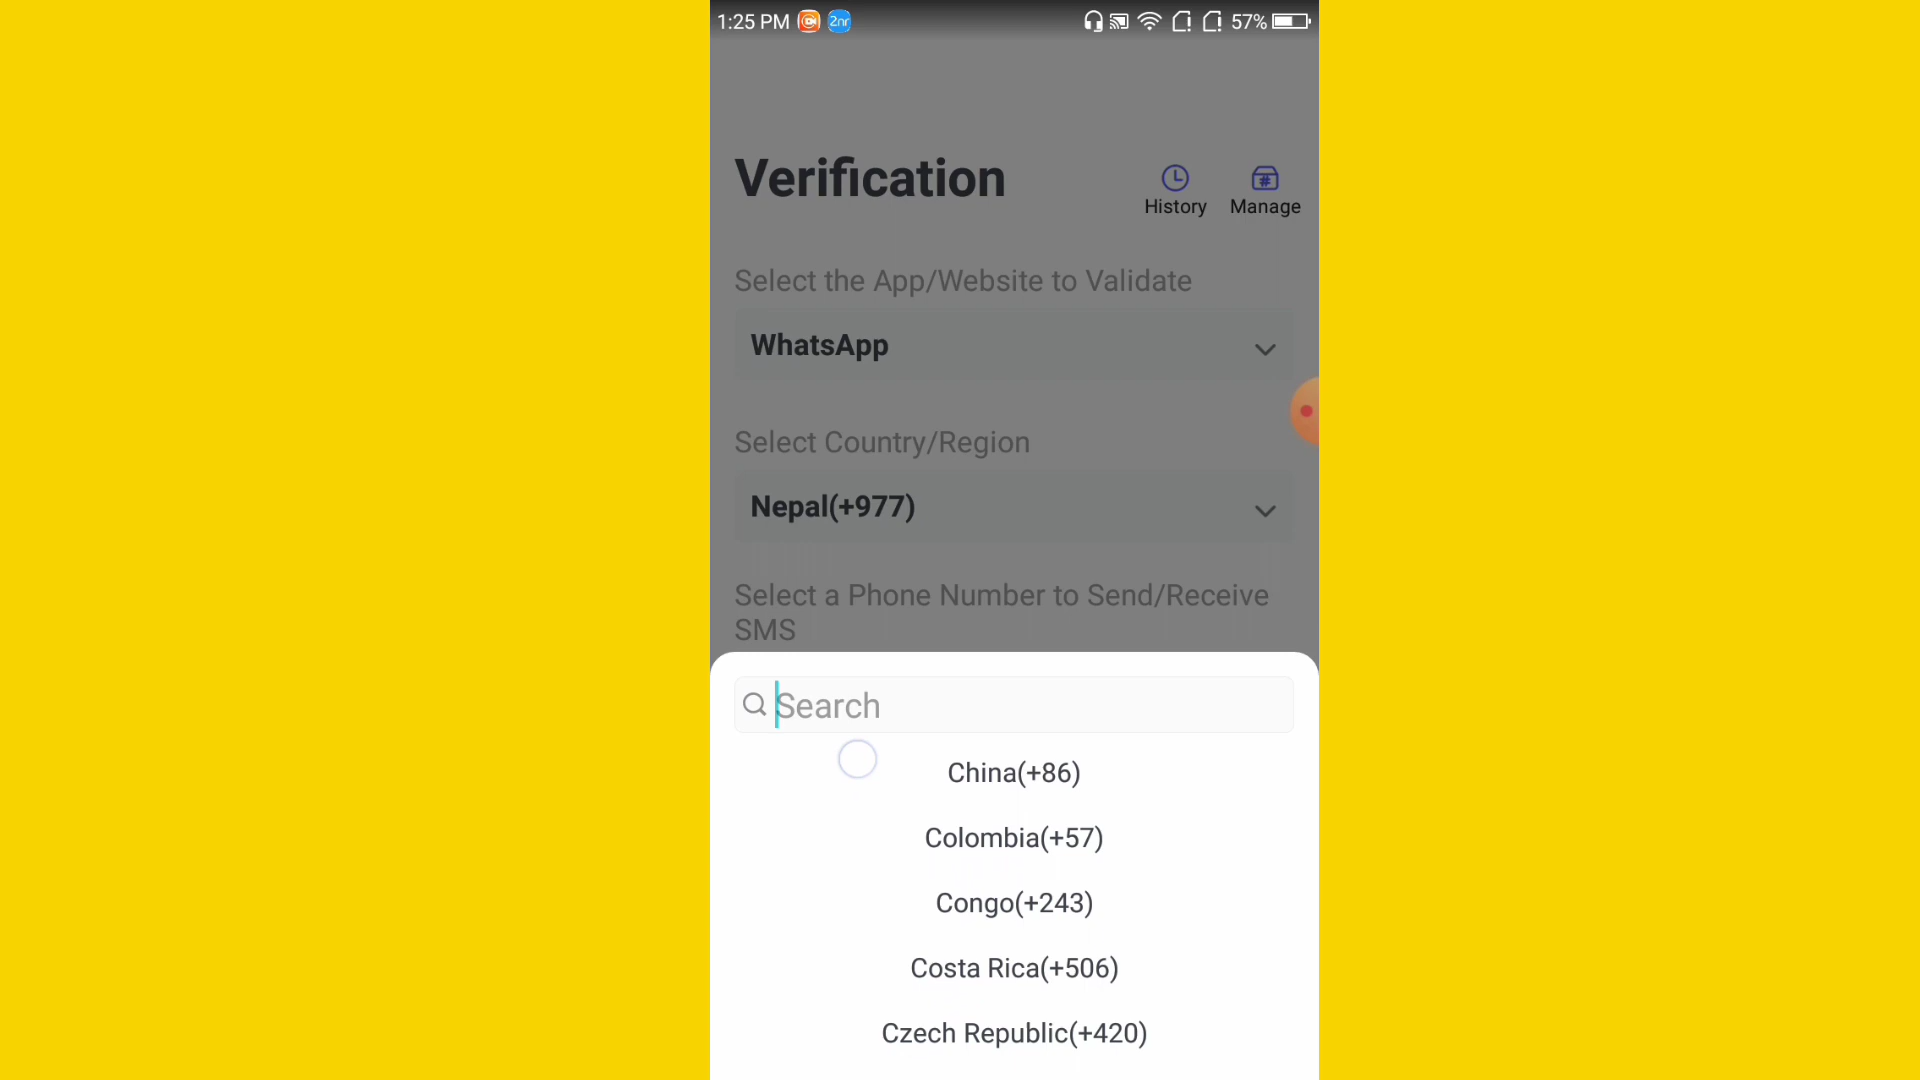 1:25 PM 2nr 57%
Verification
History Manage
Select the App/Website to Validate
WhatsApp
Select Country/Region
Nepal(+977)
Select a Phone Number to Send/Receive
SMS
Search
China(+86)
Colombia(+57)
Congo(+243)
Costa Rica(+506)
Czech Republic(+420)